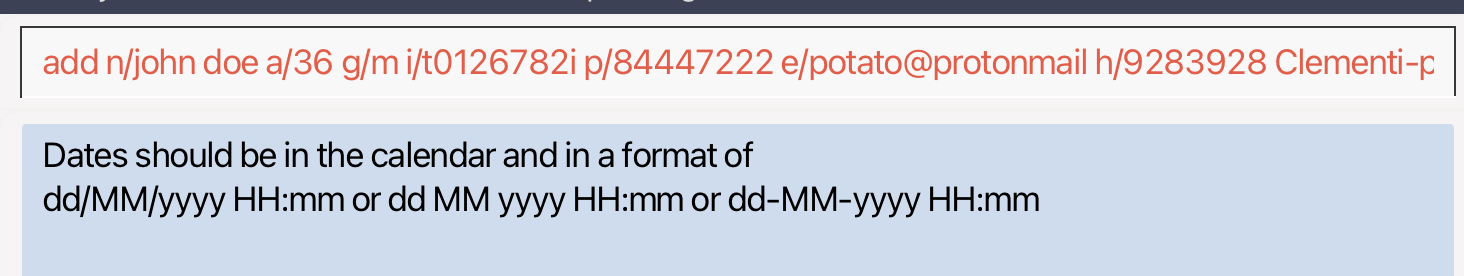 add n/john doe a/36 g/m i/t0126782i p/84447222 e/potato@protonmail h/9283928 Clementi-p
Dates should be in the calendar and in a format of
dd/MM/yyyy HH:mm or dd MM yyyy HH:mm or dd-MM-yyyy HH:mm